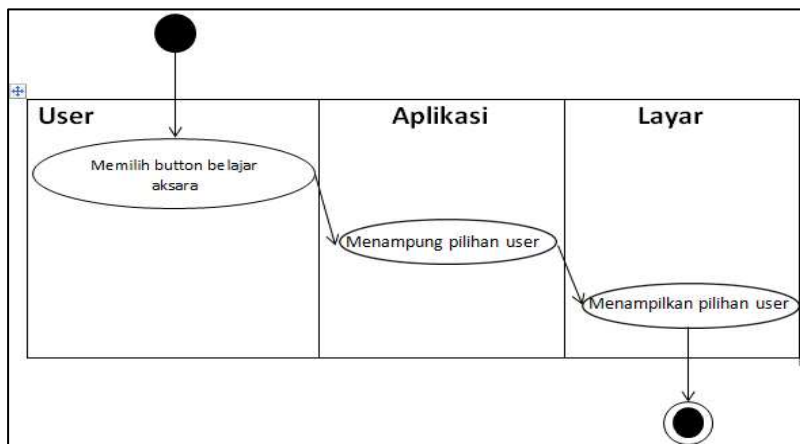 User
Aplikasi
Layar
Memilih button belajar
aksara
Menampung pilihan user
Menampilkan pilihan user